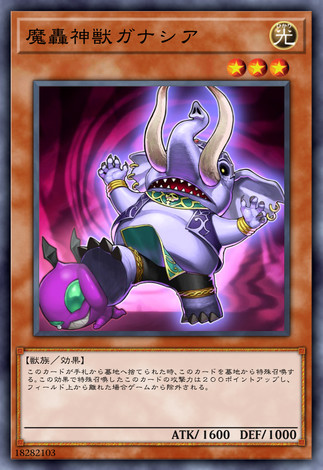 魔轟神獣ガナシア
光
【獣族／効果】
このカードが手札から墓地へ捨てられた時、このカードを墓地から特殊召喚す
る。この効果で特殊召喚したこのカードの攻撃力は２００ポイントアップし、
フィールド上から離れた場合ゲームから除外される。
ATK/ 1600 DEF/1000
18282103